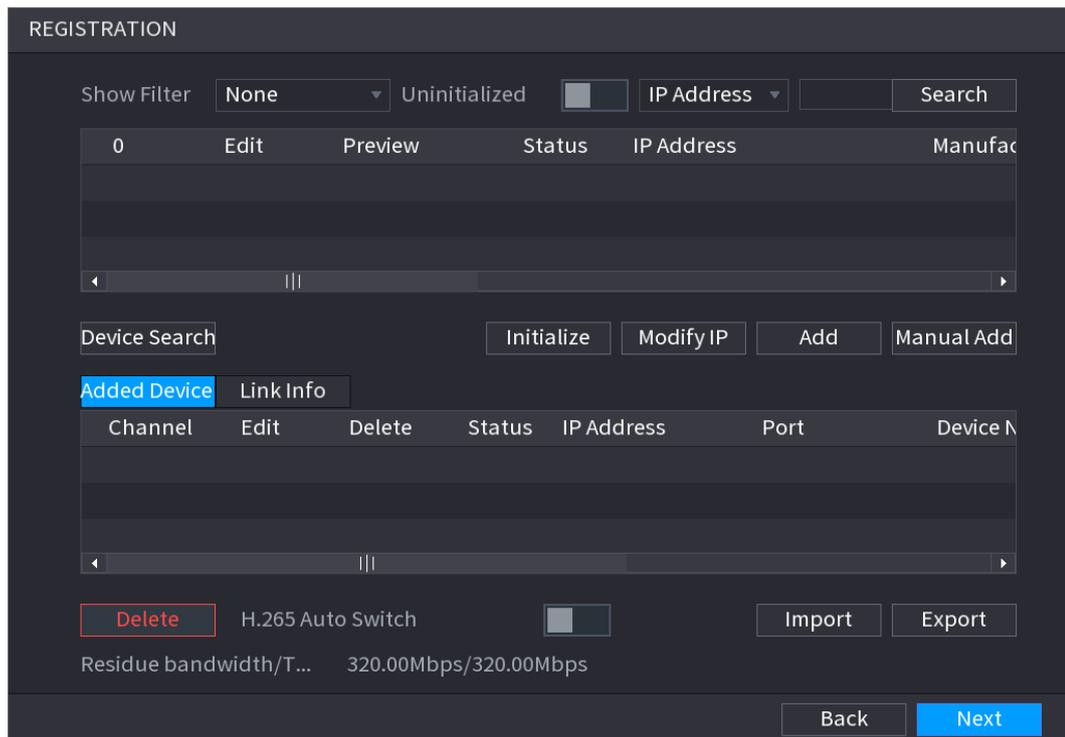 REGISTRATION
Show Filter None Uninitialized IP Address Search
0 Edit Preview Status IP Address Manufac
Device Search Initialize Modify IP Add Manual Add
Added Device Link Info
Channel Edit Delete Status IP Address Port Device N
Delete H.265 Auto Switch Import Export
Residue bandwidth/T... 320.00Mbps/320.00Mbps
Back Next